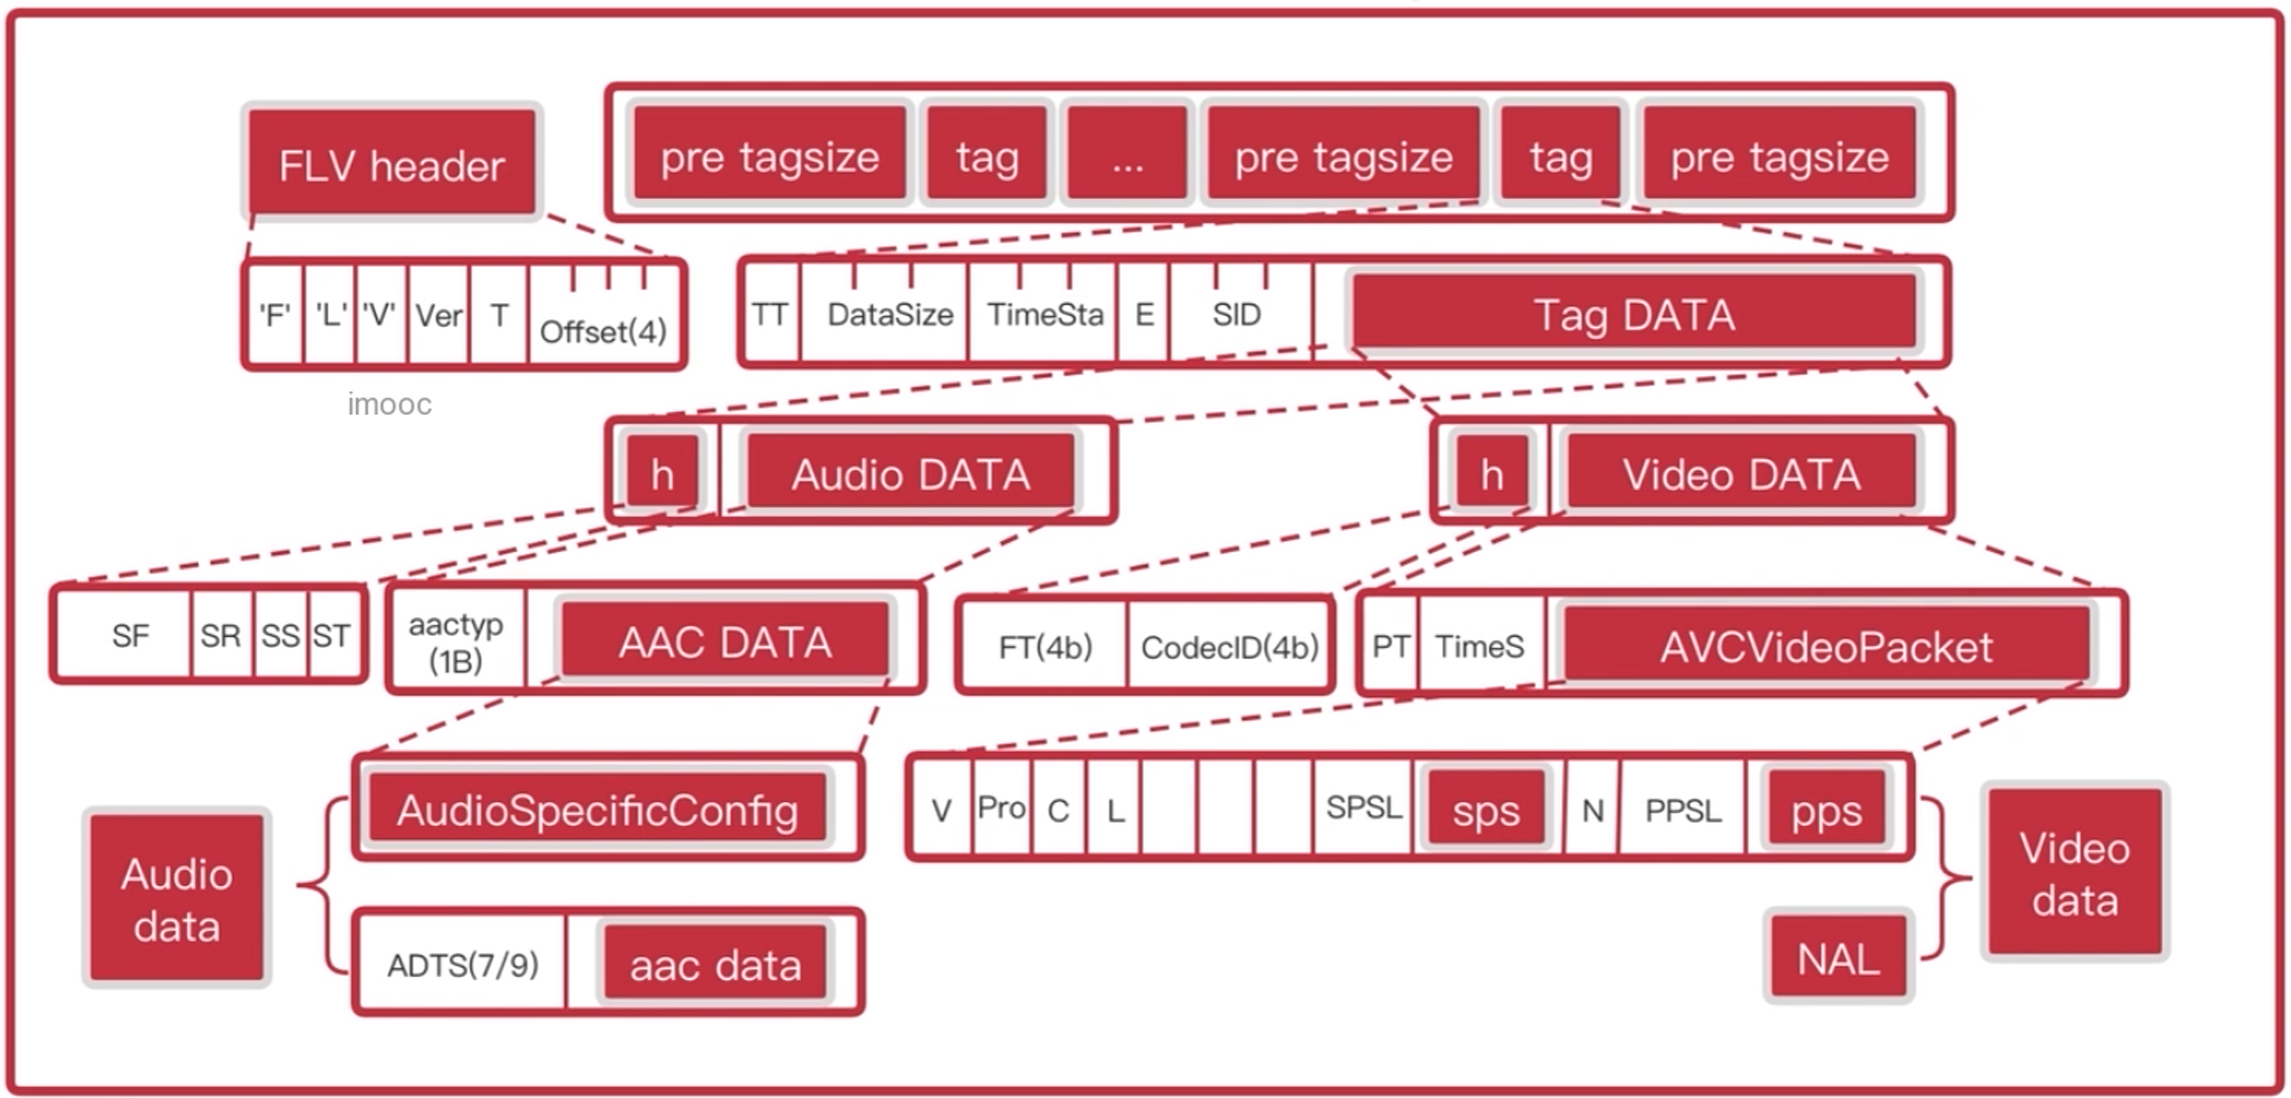 FLV header
pre tagsize tag ... pre tagsize tag pre tagsize
'F' 'L' 'V' Ver T Offset(4)
TT DataSize TimeSta E SID Tag DATA
imooc
h Audio DATA
h Video DATA
SF SR SS ST
aactyp
(1B)
AAC DATA
FT(4b) CodecID(4b)
PT TimeS AVCVideoPacket
AudioSpecificConfig
V Pro C L SPSL sps N PPSL pps
Audio
data
Video
data
ADTS(7/9) aac data
NAL